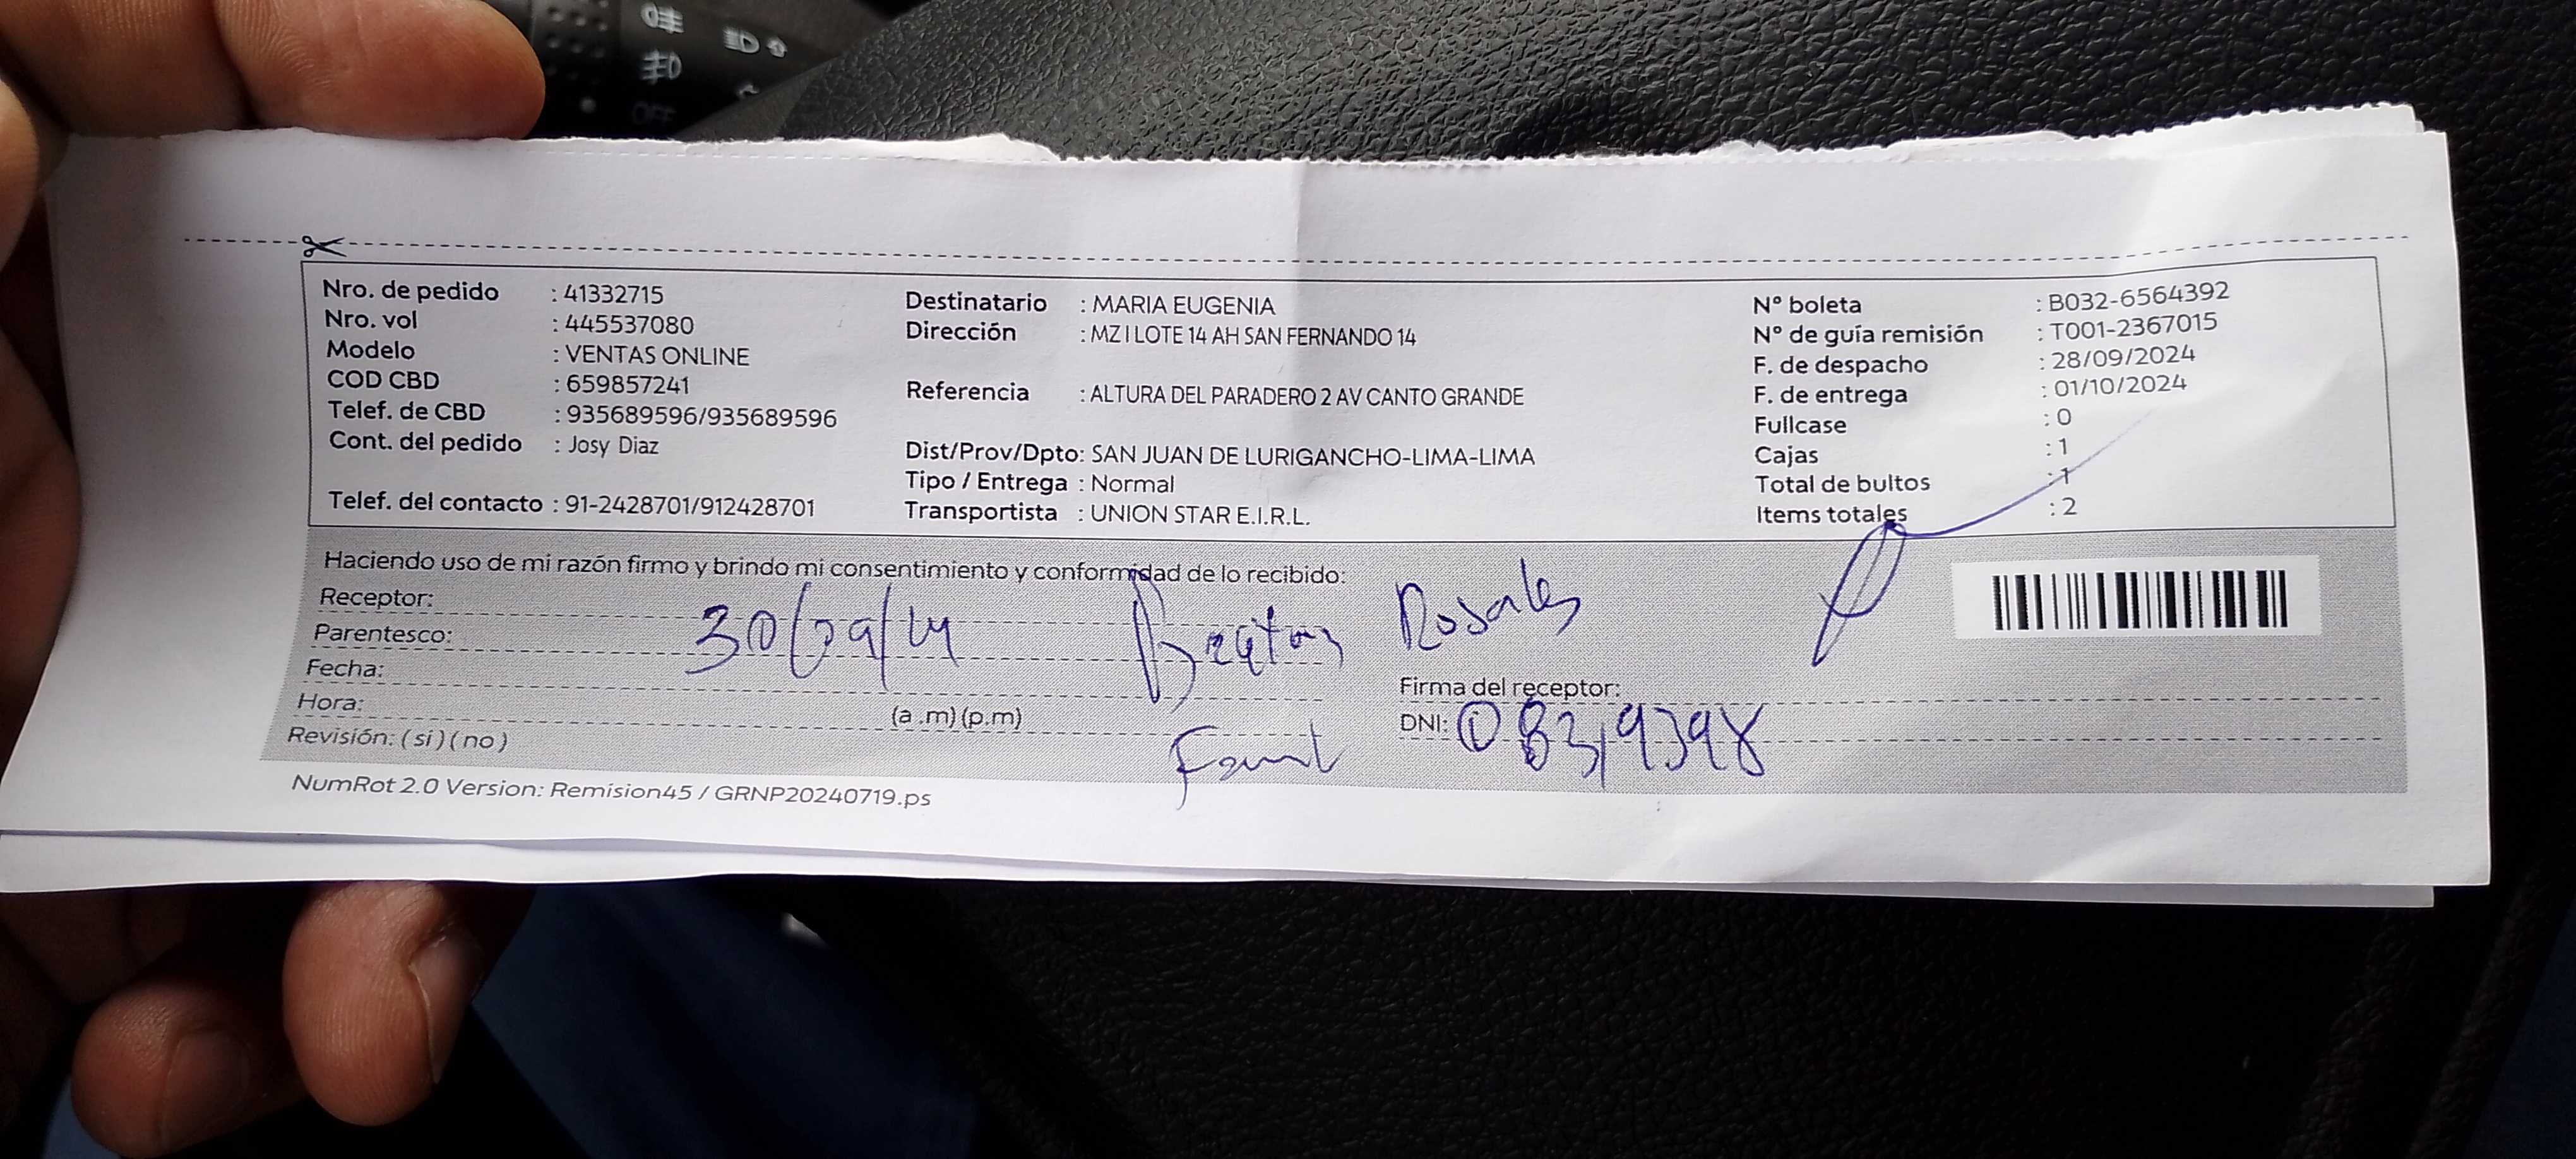 OFF
Nro. de pedido : 41332715
Nro. vol : 445537080
Modelo : VENTAS ONLINE
COD CBD : 659857241
Telef. de CBD : 935689596/935689596
Cont. del pedido : Josy Diaz
Telef. del contacto : 91-2428701/912428701
Destinatario : MARIA EUGENIA
Dirección : MZ I LOTE 14 AH SAN FERNANDO 14
Referencia : ALTURA DEL PARADERO 2 AV CANTO GRANDE
Dist/Prov/Dpto: SAN JUAN DE LURIGANCHO-LIMA-LIMA
Tipo / Entrega : Normal
Transportista : UNION STAR E.I.R.L.
N° boleta : B032-6564392
N° de guía remisión : T001-2367015
F. de despacho : 28/09/2024
F. de entrega : 01/10/2024
Fullcase : 0
Cajas : 1
Total de bultos : 1
Items totales : 2
Haciendo uso de mi razón firmo y brindo mi consentimiento y conformidad de lo recibido:
Receptor:
Parentesco:
Fecha:
Hora: (a .m) (p.m)
Revisión: ( si ) ( no )
Rosales
Firma del receptor:
DNI:
NumRot 2.0 Version: Remision45 / GRNP20240719.ps